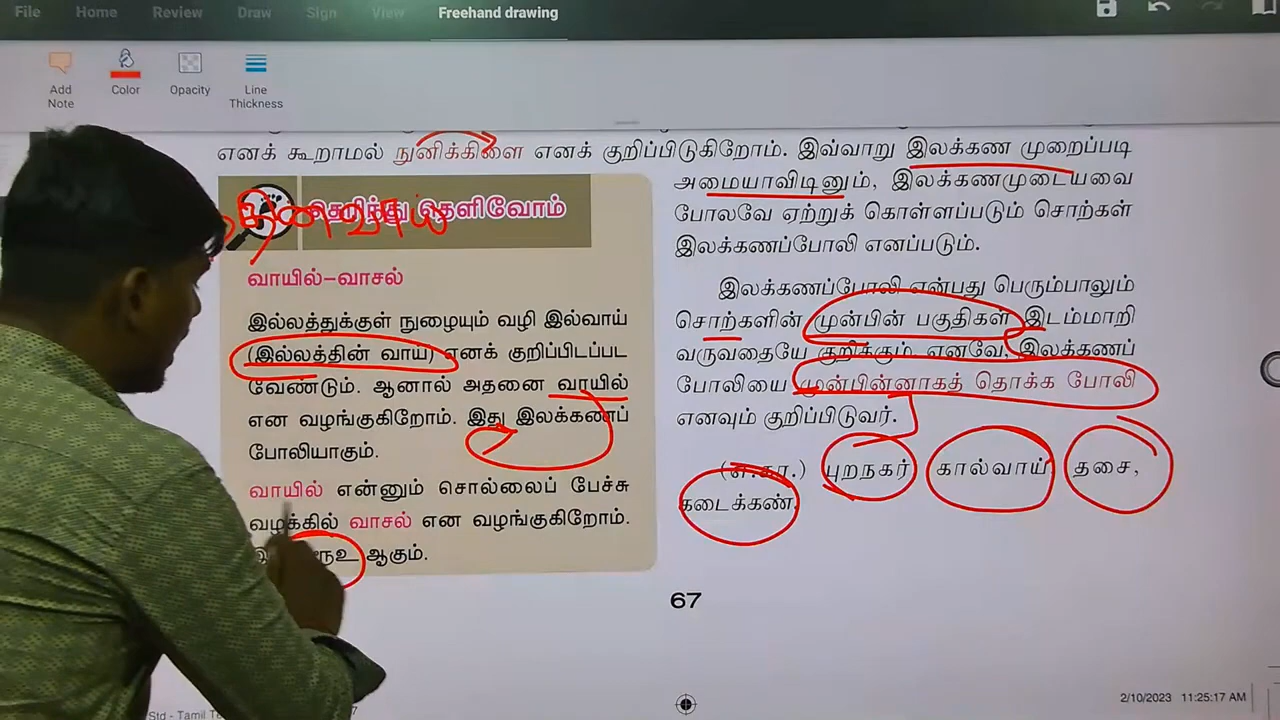 File Home Review Draw Sign View Freehand drawing
Add Note
Color
Opacity
Line Thickness
எனக் கூறாமல் நுனிக்கிளை எனக் குறிப்பிடுகிறோம். இவ்வாறு இலக்கண முறைப்படி
தெரிந்து தெளிவோம்
வாயில்-வாசல்
இல்லத்துக்குள் நுழையும் வழி இல்வாய்
(இல்லத்தின் வாய்) எனக் குறிப்பிடப்பட
வேண்டும். ஆனால் அதனை வாயில்
என வழங்குகிறோம். இது இலக்கணப்
போலியாகும்.
வாயில் என்னும் சொல்லைப் பேச்சு
வழக்கில் வாசல் என வழங்குகிறோம்.
ஆகும்.
அமையாவிடினும், இலக்கணமுடையவை
போலவே ஏற்றுக் கொள்ளப்படும் சொற்கள்
இலக்கணப்போலி எனப்படும்.
இலக்கணப்போலி என்பது பெரும்பாலும்
சொற்களின் முன்பின் பகுதிகள் இடம்மாறி
வருவதையே குறிக்கும். எனவே, இலக்கணப்
போலியை முன்பின்னாகத் தொக்க போலி
எனவும் குறிப்பிடுவர்.
(எ.கா.) புறநகர் கால்வாய் தசை,
கடைக்கண்.
67
2/10/2023 11:25:17 AM
Std - Tamil